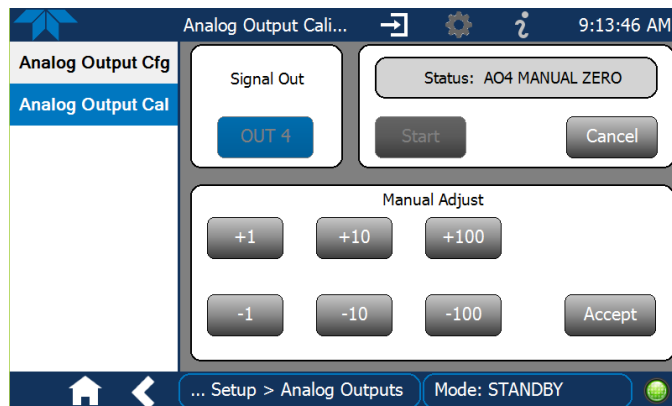 Analog Output Cali... 9:13:46 AM
Analog Output Cfg
Analog Output Cal
Signal Out
OUT 4
Status: AO4 MANUAL ZERO
Start
Cancel
Manual Adjust
+1 +10 +100
-1 -10 -100 Accept
... Setup > Analog Outputs
Mode: STANDBY